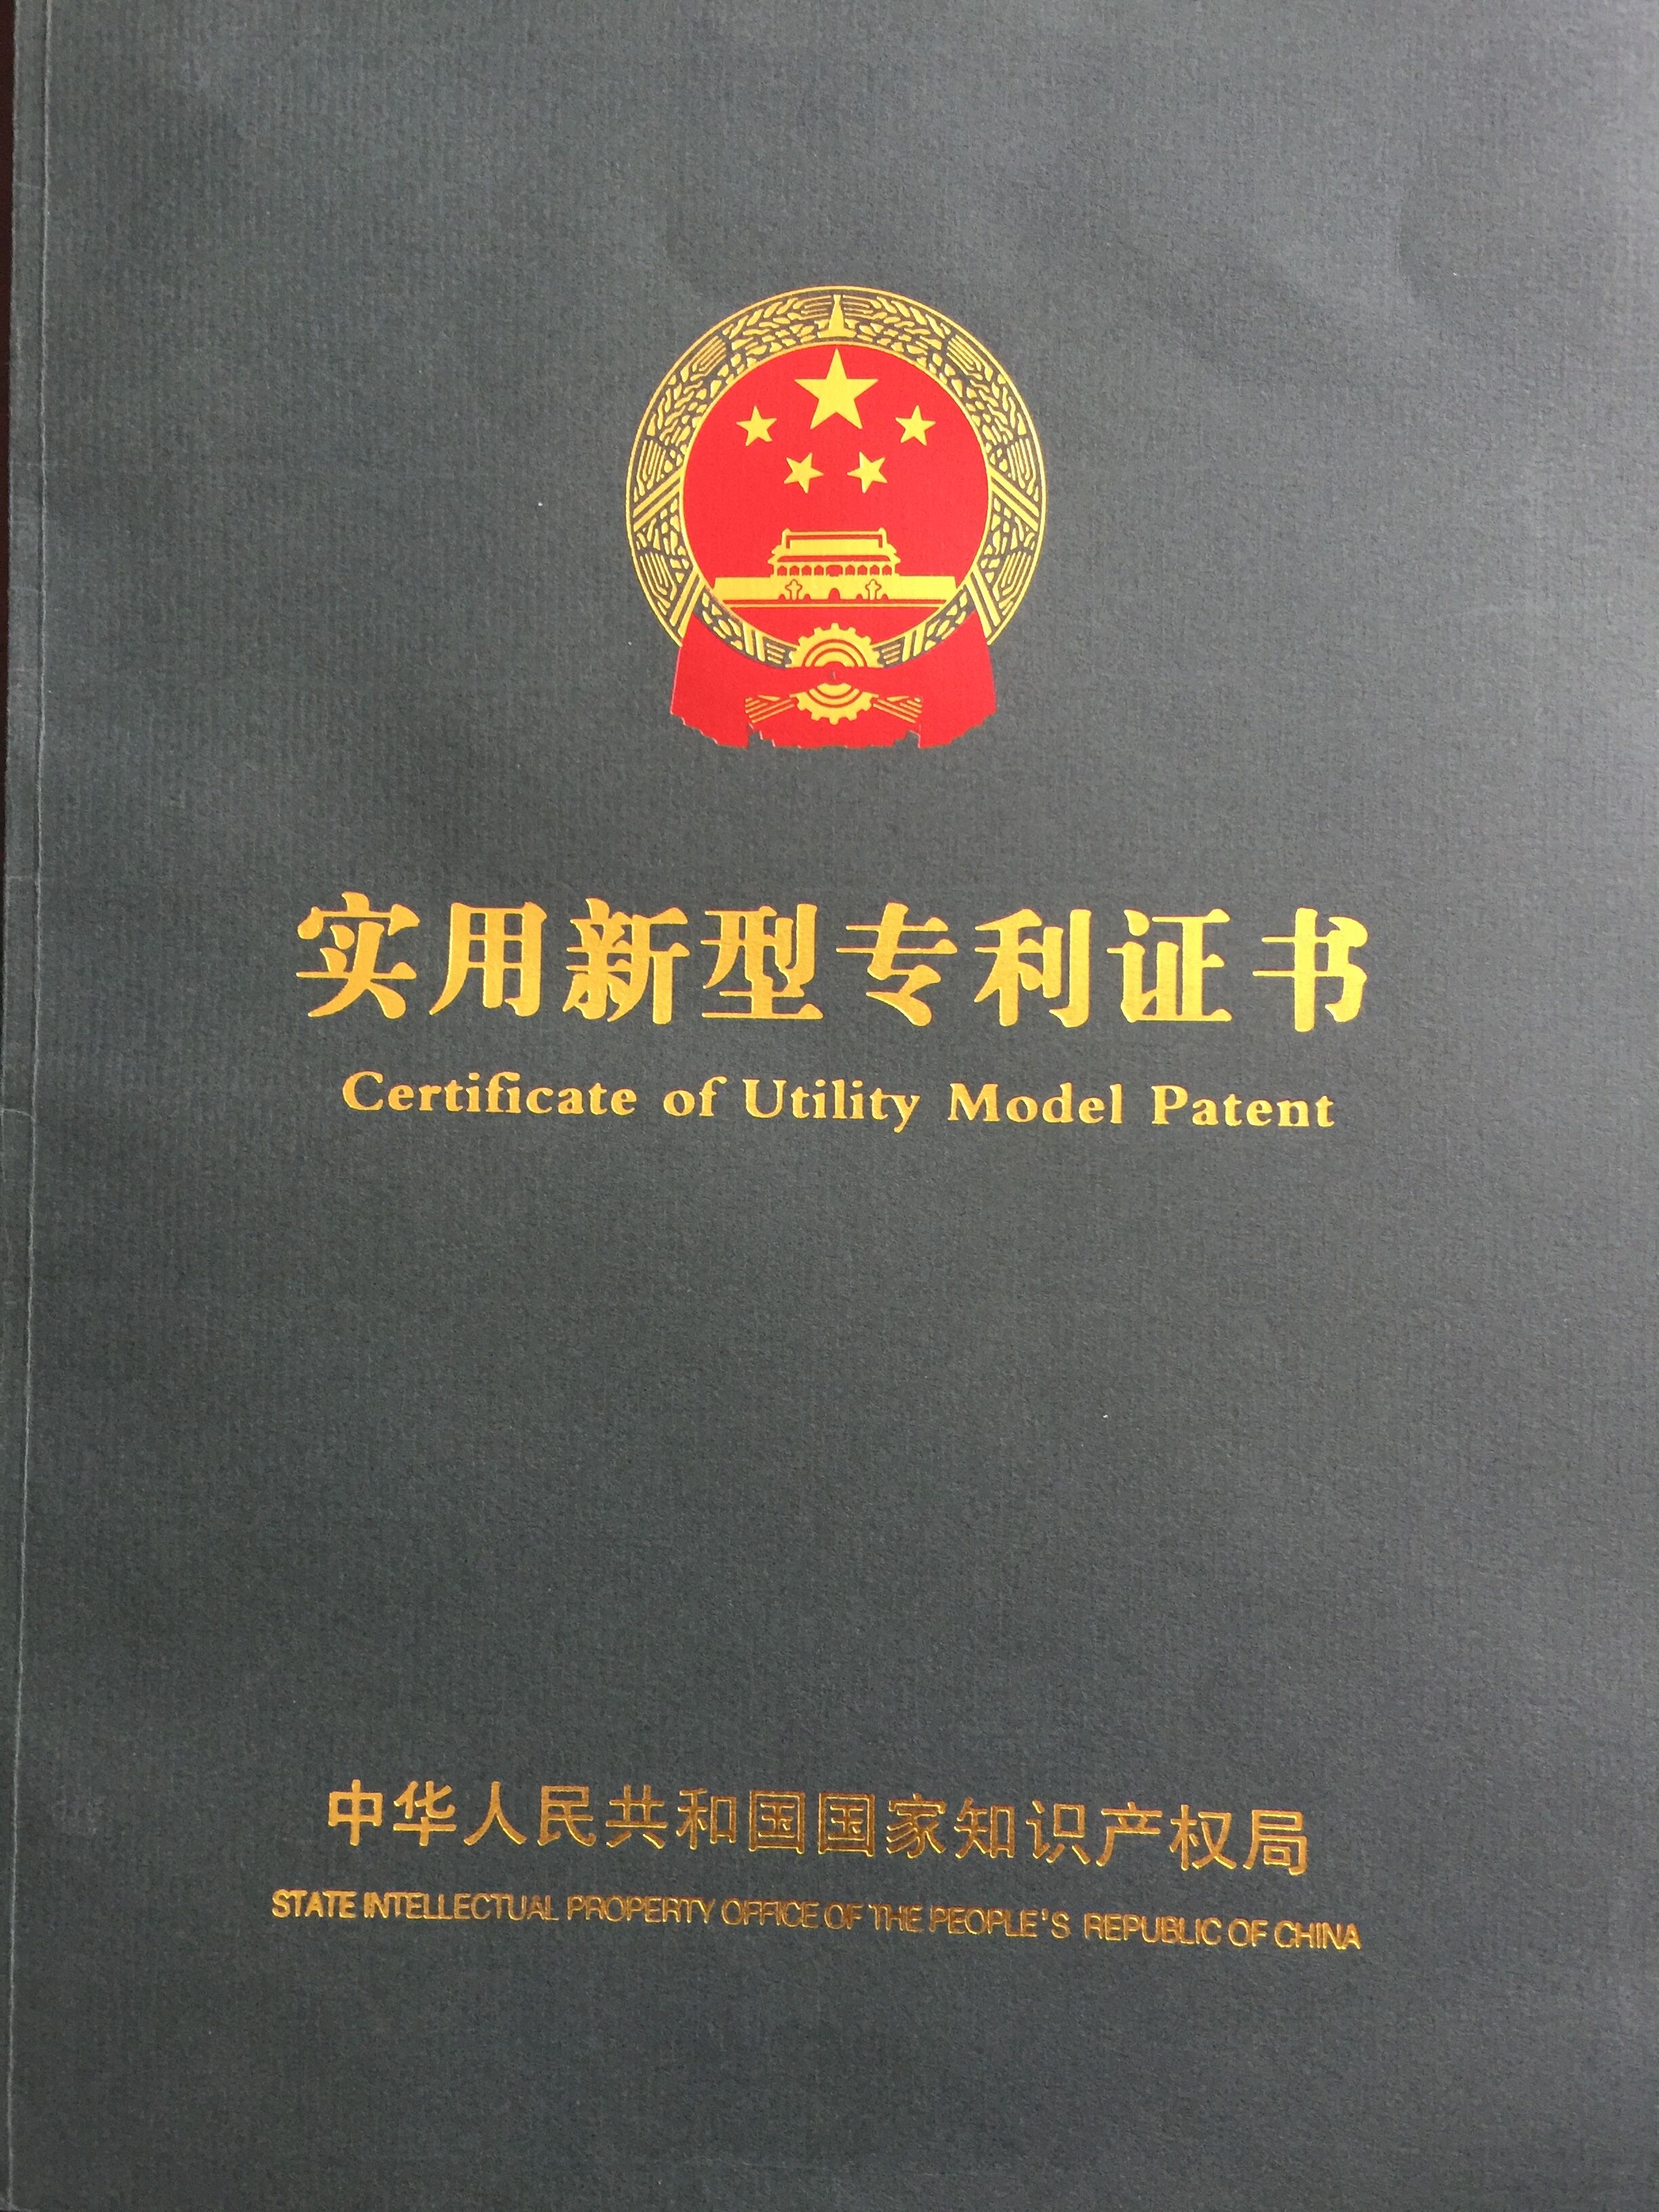 实用新型专利证书
Certificate of Utility Model Patent
中华人民共和国国家知识产权局
STATE INTELLECTUAL PROPERTY OFFICE OF THE PEOPLE'S REPUBLIC OF CHINA